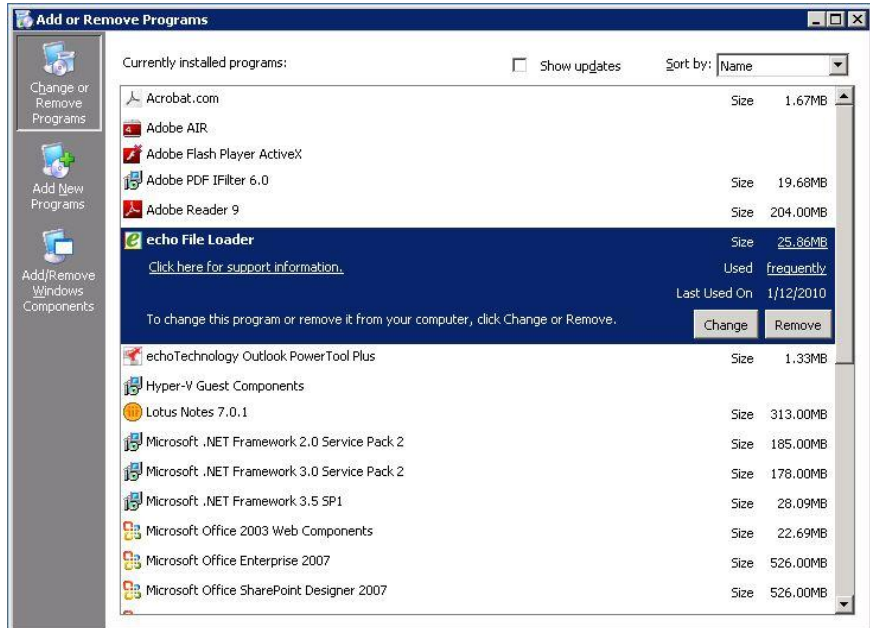 Add or Remove Programs
Change or
Remove
Programs
Add New
Programs
Add/Remove
Windows
Components
Currently installed programs:
Show updates
Sort by: Name
Acrobat.com Size 1.67MB
Adobe AIR
Adobe Flash Player ActiveX
Adobe PDF IFilter 6.0 Size 19.68MB
Adobe Reader 9 Size 204.00MB
echo File Loader Size 25.86MB
Click here for support information. Used frequently
Last Used On 1/12/2010
To change this program or remove it from your computer, click Change or Remove. Change Remove
echoTechnology Outlook PowerTool Plus Size 1.33MB
Hyper-V Guest Components
Lotus Notes 7.0.1 Size 313.00MB
Microsoft .NET Framework 2.0 Service Pack 2 Size 185.00MB
Microsoft .NET Framework 3.0 Service Pack 2 Size 178.00MB
Microsoft .NET Framework 3.5 SP1 Size 28.09MB
Microsoft Office 2003 Web Components Size 22.69MB
Microsoft Office Enterprise 2007 Size 526.00MB
Microsoft Office SharePoint Designer 2007 Size 526.00MB